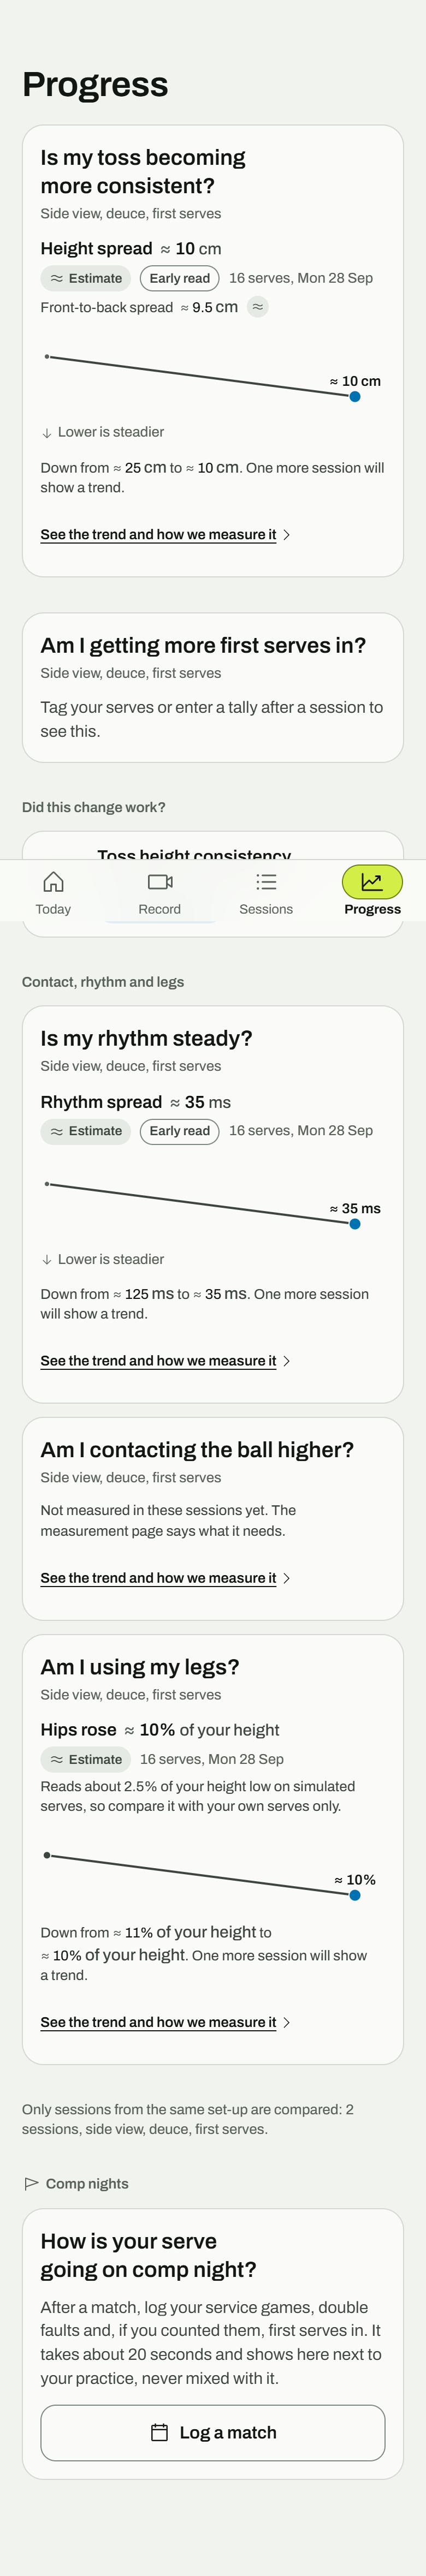 Progress
Is my toss becoming
more consistent?
Side view, deuce, first serves
Height spread ≈ 10 cm
≈ Estimate Early read 16 serves, Mon 28 Sep
Front-to-back spread ≈ 9.5 cm ≈
≈ 10 cm
↓ Lower is steadier
Down from ≈ 25 cm to ≈ 10 cm. One more session will
show a trend.
See the trend and how we measure it
Am I getting more first serves in?
Side view, deuce, first serves
Tag your serves or enter a tally after a session to
see this.
Did this change work?
Toss height consistency
Today Record Sessions Progress
Contact, rhythm and legs
Is my rhythm steady?
Side view, deuce, first serves
Rhythm spread ≈ 35 ms
≈ Estimate Early read 16 serves, Mon 28 Sep
≈ 35 ms
↓ Lower is steadier
Down from ≈ 125 ms to ≈ 35 ms. One more session
will show a trend.
See the trend and how we measure it
Am I contacting the ball higher?
Side view, deuce, first serves
Not measured in these sessions yet. The
measurement page says what it needs.
See the trend and how we measure it
Am I using my legs?
Side view, deuce, first serves
Hips rose ≈ 10% of your height
≈ Estimate 16 serves, Mon 28 Sep
Reads about 2.5% of your height low on simulated
serves, so compare it with your own serves only.
≈ 10%
Down from ≈ 11% of your height to
≈ 10% of your height. One more session will show
a trend.
See the trend and how we measure it
Only sessions from the same set-up are compared: 2
sessions, side view, deuce, first serves.
Comp nights
How is your serve
going on comp night?
After a match, log your service games, double
faults and, if you counted them, first serves in. It
takes about 20 seconds and shows here next to
your practice, never mixed with it.
Log a match